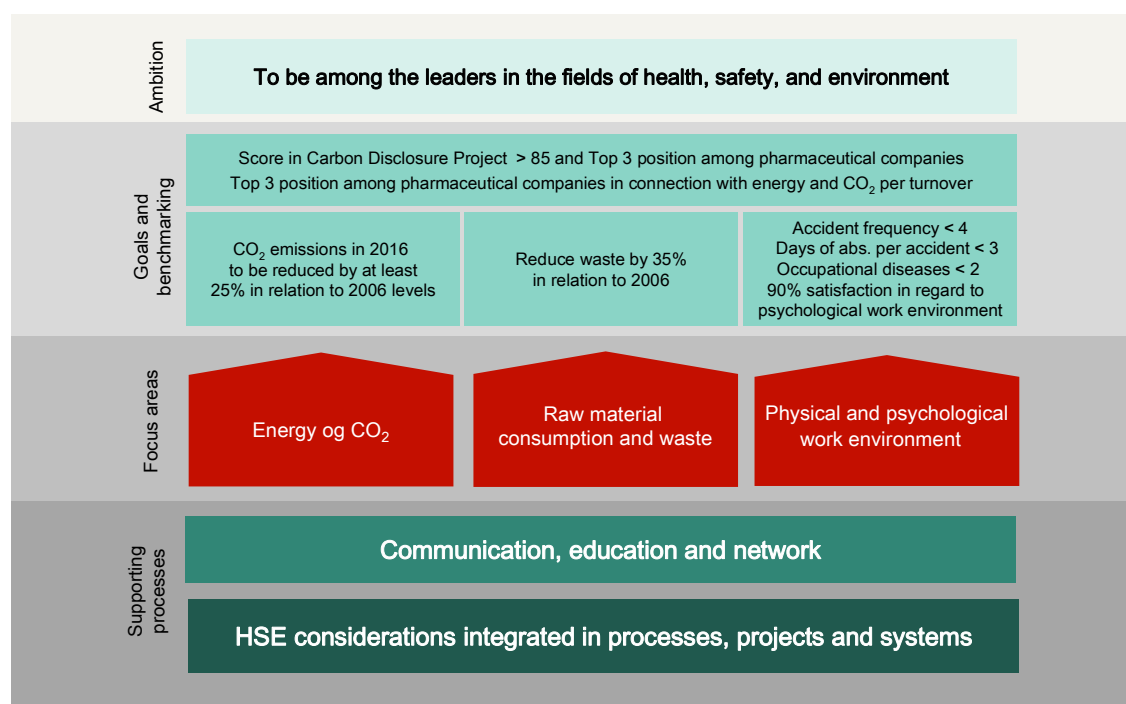 Ambition
To be among the leaders in the fields of health, safety, and environment
Goals and
benchmarking
Score in Carbon Disclosure Project > 85 and Top 3 position among pharmaceutical companies
Top 3 position among pharmaceutical companies in connection with energy and CO₂ per turnover
CO₂ emissions in 2016
to be reduced by at least
25% in relation to 2006 levels
Reduce waste by 35%
in relation to 2006
Accident frequency < 4
Days of abs. per accident < 3
Occupational diseases < 2
90% satisfaction in regard to
psychological work environment
Focus areas
Energy og CO₂
Raw material
consumption and waste
Physical and psychological
work environment
Supporting
processes
Communication, education and network
HSE considerations integrated in processes, projects and systems